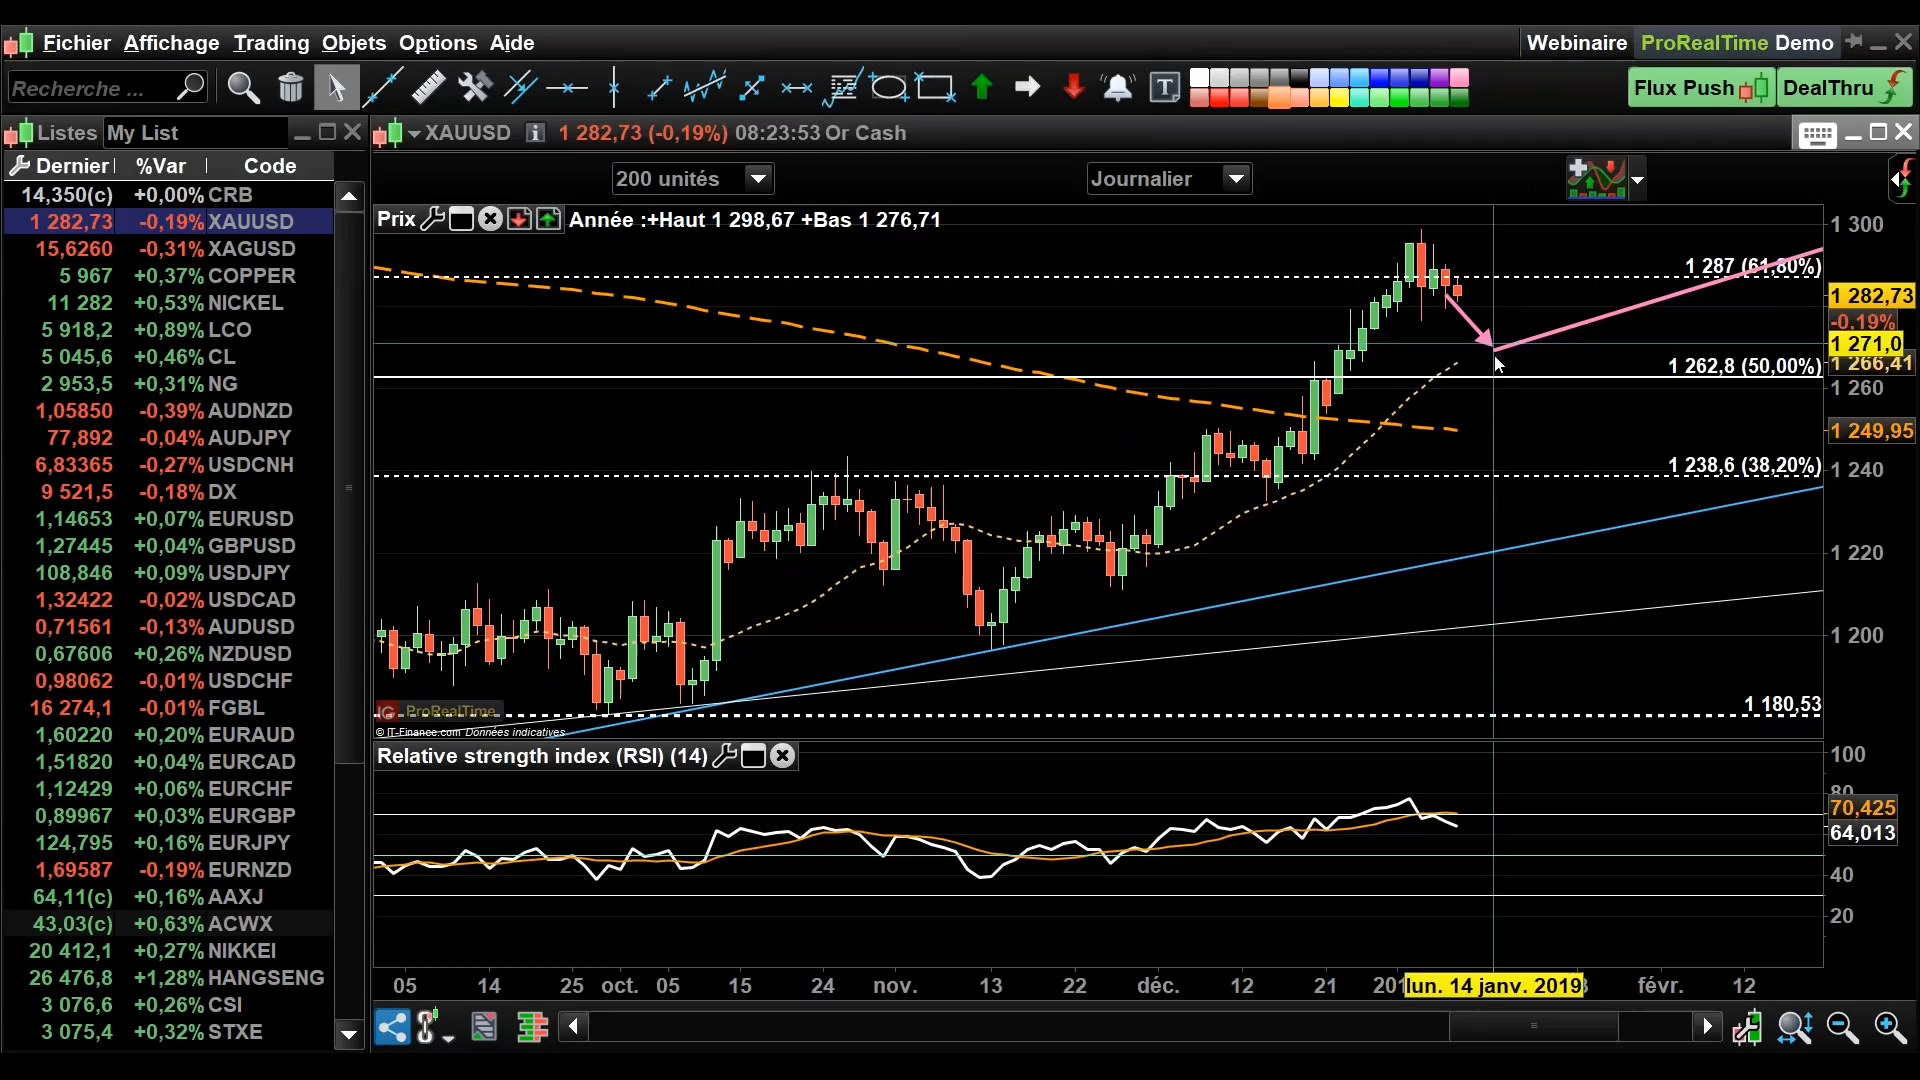 Fichier Affichage Trading Objets Options Aide
Webinaire ProRealTime Demo
Recherche ...
T
Flux Push DealThru
Listes My List
XAUUSD i 1 282,73 (-0,19%) 08:23:53 Or Cash
Dernier %Var Code
200 unités Journalier
14,350(c) +0,00% CRB
1 282,73 -0,19% XAUUSD
15,6260 -0,31% XAGUSD
5 967 +0,37% COPPER
11 282 +0,53% NICKEL
5 918,2 +0,89% LCO
5 045,6 +0,46% CL
2 953,5 +0,31% NG
1,05850 -0,39% AUDNZD
77,892 -0,04% AUDJPY
6,83365 -0,27% USDCNH
9 521,5 -0,18% DX
1,14653 +0,07% EURUSD
1,27445 +0,04% GBPUSD
108,846 +0,09% USDJPY
1,32422 -0,02% USDCAD
0,71561 -0,13% AUDUSD
0,67606 +0,26% NZDUSD
0,98062 -0,01% USDCHF
16 274,1 -0,01% FGBL
1,60220 +0,20% EURAUD
1,51820 +0,04% EURCAD
1,12429 +0,06% EURCHF
0,89967 +0,03% EURGBP
124,795 +0,16% EURJPY
1,69587 -0,19% EURNZD
64,11(c) +0,16% AAXJ
43,03(c) +0,63% ACWX
20 412,1 +0,27% NIKKEI
26 476,8 +1,28% HANGSENG
3 076,6 +0,26% CSI
3 075,4 +0,32% STXE
Prix Année :+Haut 1 298,67 +Bas 1 276,71
1 300
1 287 (61,80%)
1 282,73
-0,19%
1 271,0
1 266,41
1 262,8 (50,00%)
1 260
1 249,95
1 238,6 (38,20%)
1 240
1 220
1 200
1 180,53
IG ProRealTime
© IT-Finance.com Données indicatives
Relative strength index (RSI) (14)
100
80
70,425
64,013
40
20
05 14 25 oct. 05 15 24 nov. 13 22 déc. 12 21 lun. 14 janv. 2019 févr. 12